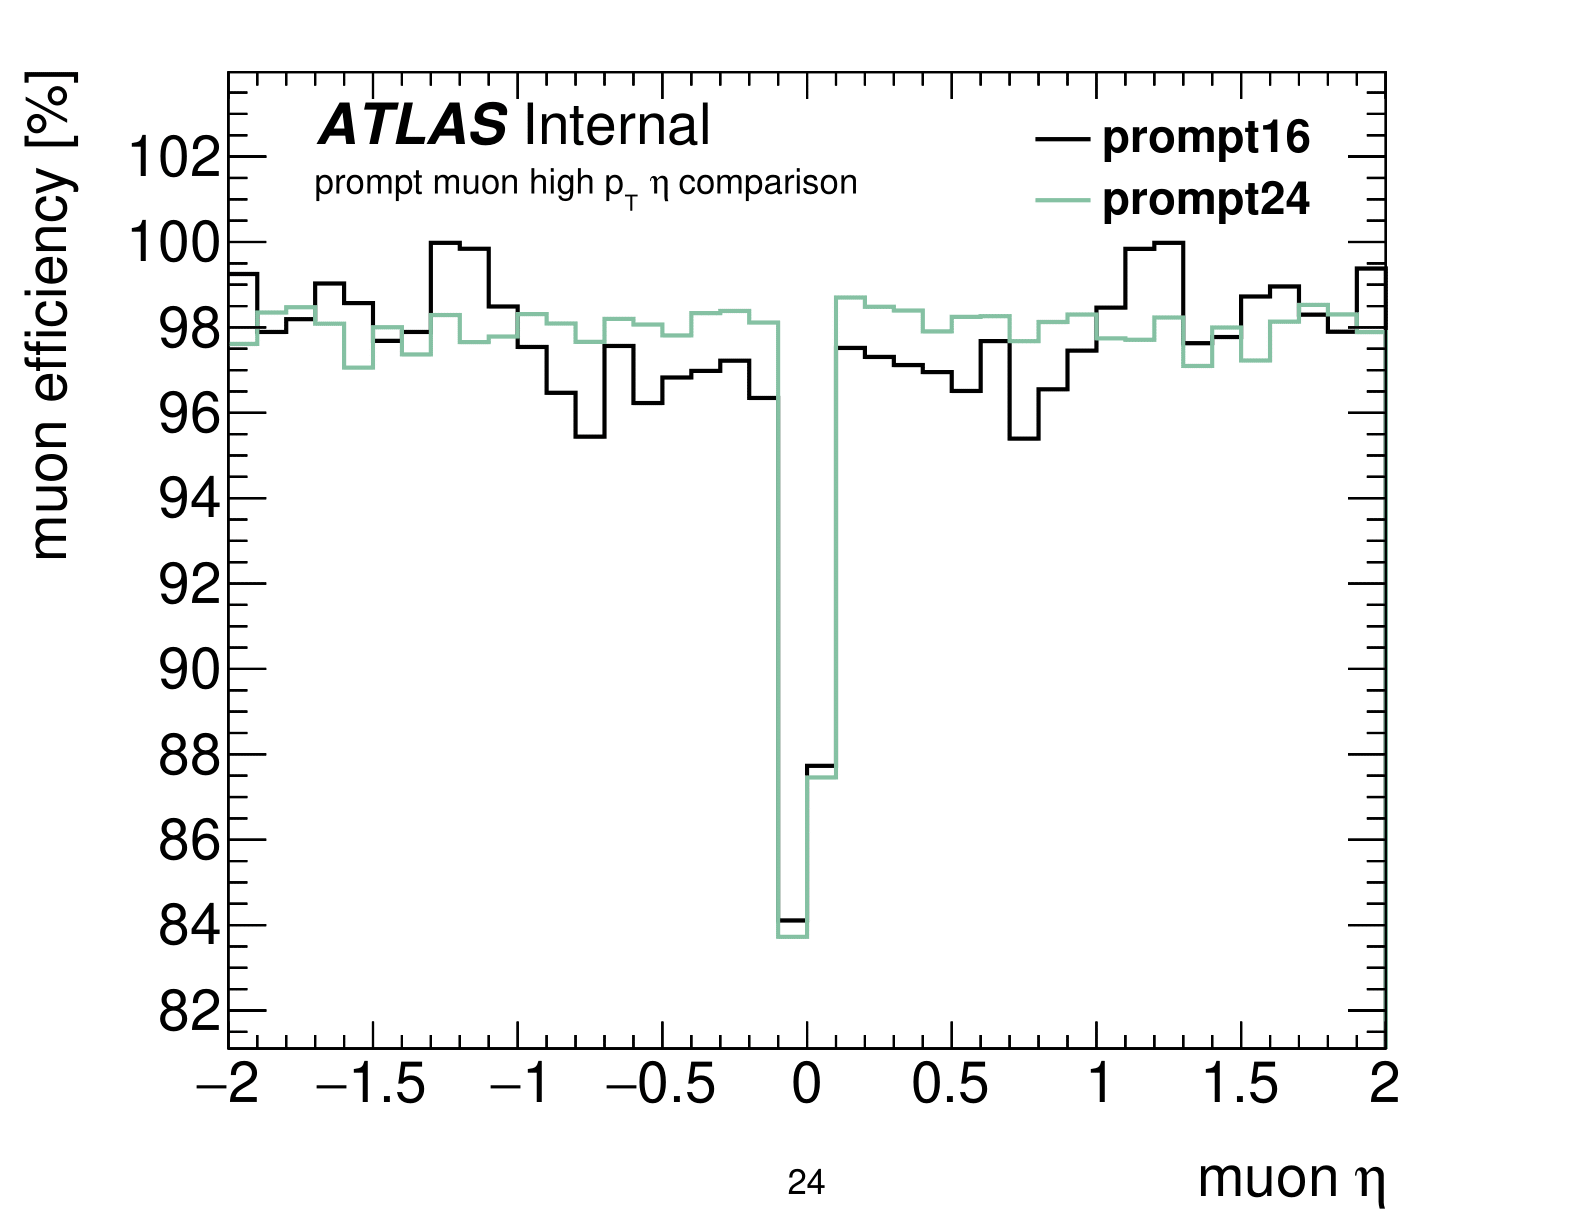 muon efficiency [%]
ATLAS Internal
prompt muon high pT η comparison
prompt16
prompt24
102
100
98
96
94
92
90
88
86
84
82
−2 −1.5 −1 −0.5 0 0.5 1 1.5 2
muon η
24